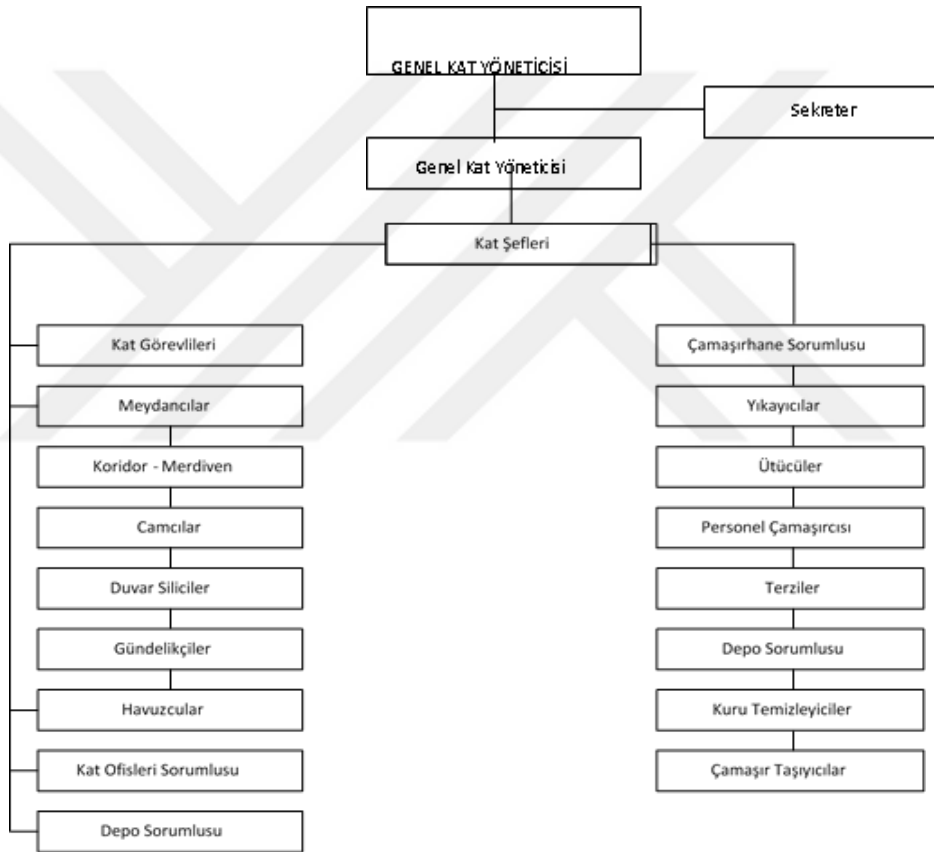 GENEL KAT YÖNETİCİSİ
Sekreter
Genel Kat Yöneticisi
Kat Şefleri
Kat Görevlileri
Meydancılar
Koridor - Merdiven
Camcılar
Duvar Siliciler
Gündelikçiler
Havuzcular
Kat Ofisleri Sorumlusu
Depo Sorumlusu
Çamaşırhane Sorumlusu
Yıkayıcılar
Ütücüler
Personel Çamaşırcısı
Terziler
Depo Sorumlusu
Kuru Temizleyiciler
Çamaşır Taşıyıcılar